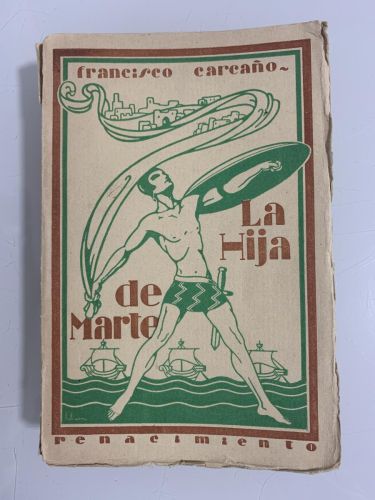 francisco carcaño~
La
Hija
de
Marte
renacimiento